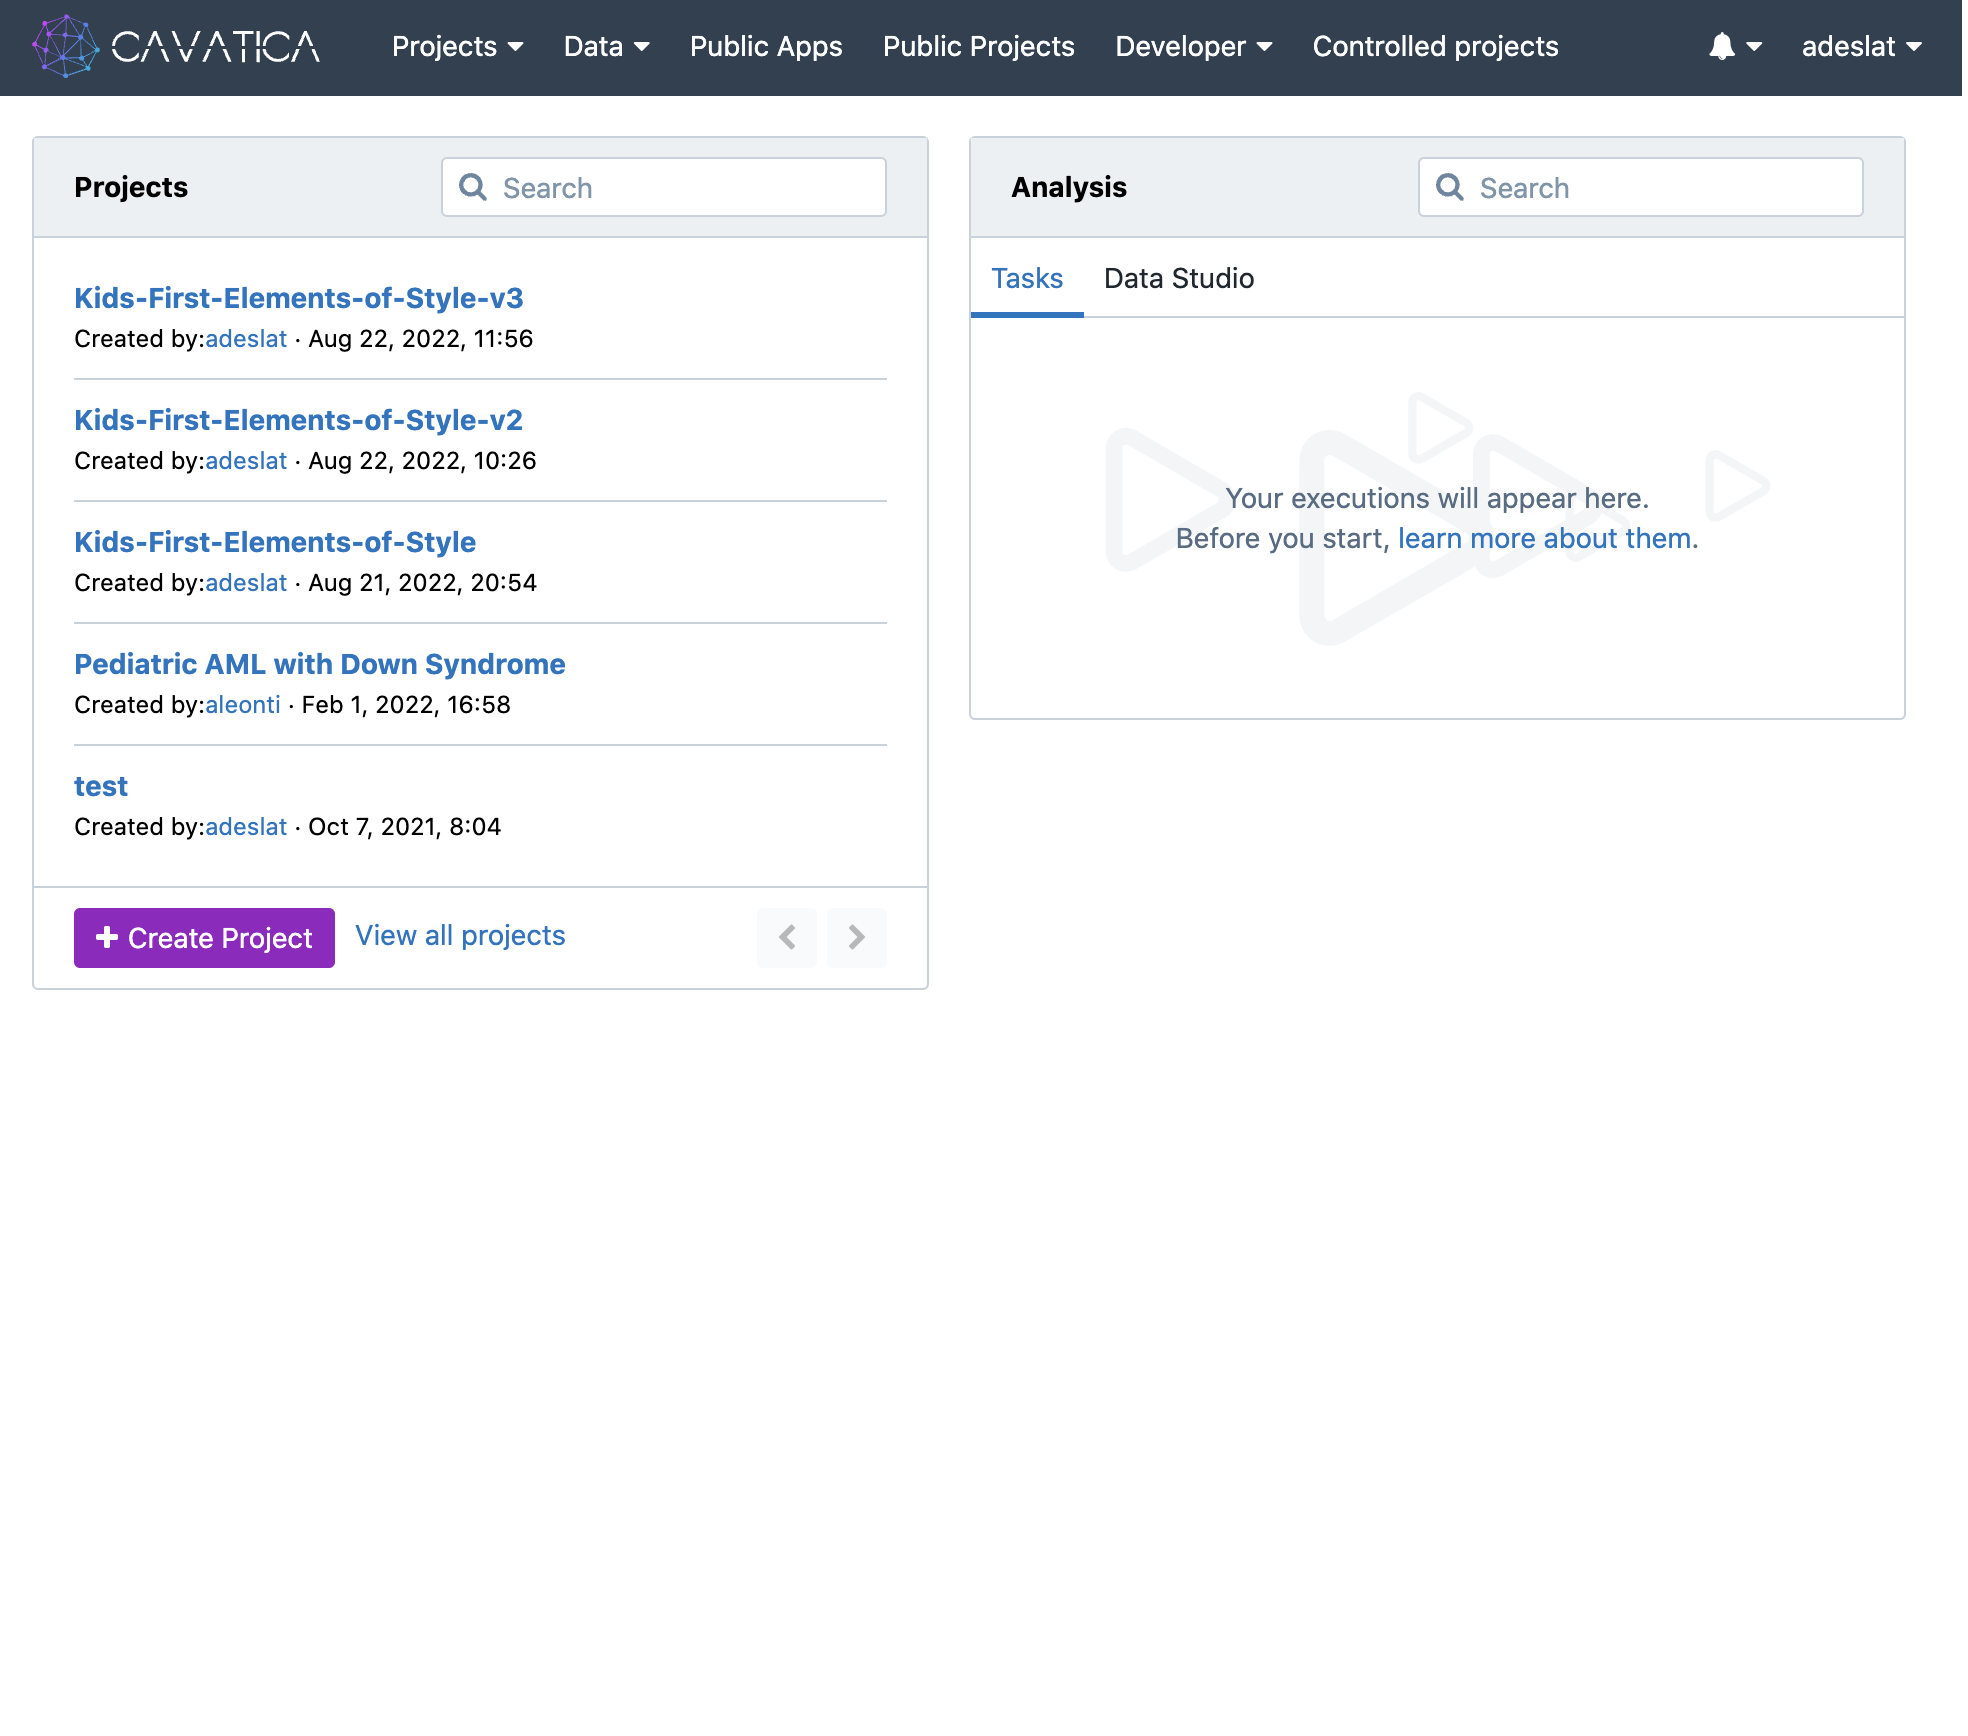 CAVATICA Projects Data Public Apps Public Projects Developer Controlled projects adeslat
Projects Search
Kids-First-Elements-of-Style-v3
Created by:adeslat · Aug 22, 2022, 11:56
Kids-First-Elements-of-Style-v2
Created by:adeslat · Aug 22, 2022, 10:26
Kids-First-Elements-of-Style
Created by:adeslat · Aug 21, 2022, 20:54
Pediatric AML with Down Syndrome
Created by:aleonti · Feb 1, 2022, 16:58
test
Created by:adeslat · Oct 7, 2021, 8:04
Create Project View all projects
Analysis Search
Tasks Data Studio
Your executions will appear here.
Before you start, learn more about them.